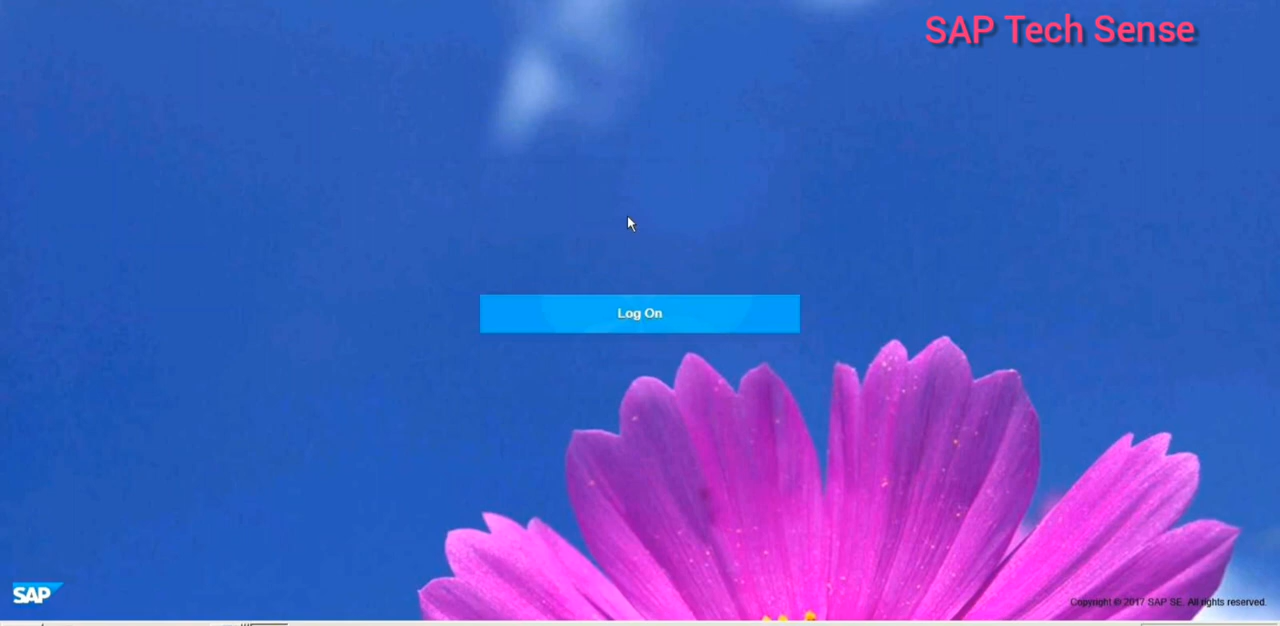 SAP Tech Sense
Log On
SAP
Copyright © 2017 SAP SE. All rights reserved.